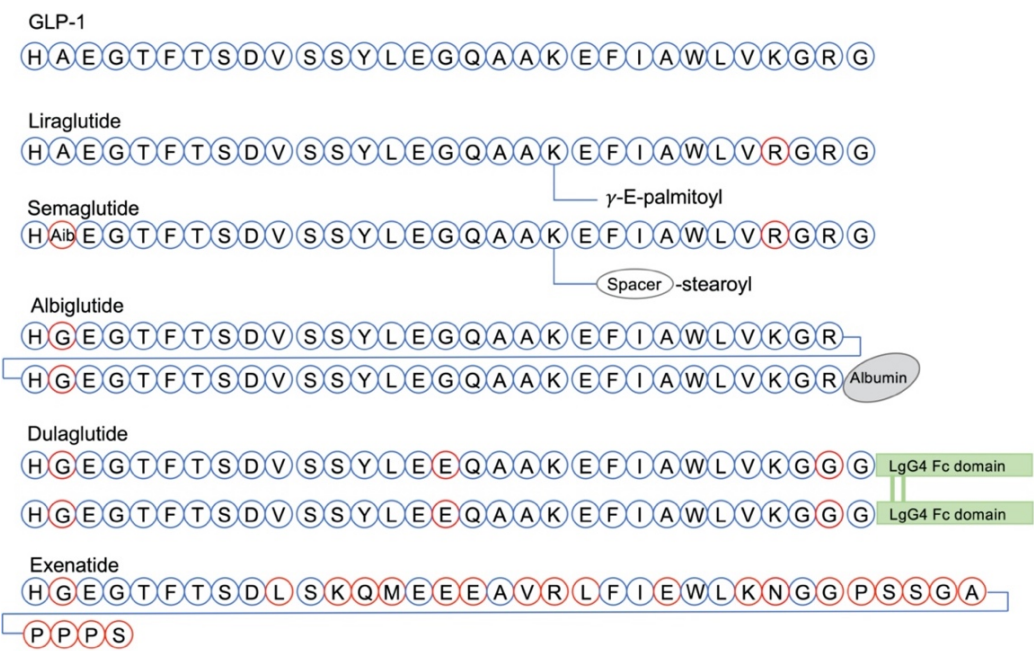 GLP-1
H A E G T F T S D V S S Y L E G Q A A K E F I A W L V K G R G
Liraglutide
H A E G T F T S D V S S Y L E G Q A A K E F I A W L V R G R G
γ-E-palmitoyl
Semaglutide
H Aib E G T F T S D V S S Y L E G Q A A K E F I A W L V R G R G
Spacer -stearoyl
Albiglutide
H G E G T F T S D V S S Y L E G Q A A K E F I A W L V K G R
H G E G T F T S D V S S Y L E G Q A A K E F I A W L V K G R Albumin
Dulaglutide
H G E G T F T S D V S S Y L E E Q A A K E F I A W L V K G G G LgG4 Fc domain
H G E G T F T S D V S S Y L E E Q A A K E F I A W L V K G G G LgG4 Fc domain
Exenatide
H G E G T F T S D L S K Q M E E E A V R L F I E W L K N G G P S S G A
P P P S